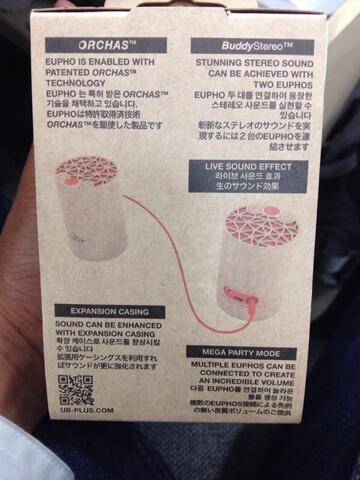 ORCHAS™
EUPHO IS ENABLED WITH
PATENTED ORCHAS™
TECHNOLOGY
EUPHO 는 특허 받은 ORCHAS™
기술을 채택하고 있습니다.
EUPHOは特許取得済技術
ORCHAS™を駆使した製品です
BuddyStereo™
STUNNING STEREO SOUND
CAN BE ACHIEVED WITH
TWO EUPHOS
EUPHO 두 대를 연결하여 웅장한
스테레오 사운드를 실현할 수
있습니다
斬新なステレオのサウンドを実
現するには２台のEUPHOを連
結させます
LIVE SOUND EFFECT
라이브 사운드 효과
生のサウンド効果
EXPANSION CASING
SOUND CAN BE ENHANCED
WITH EXPANSION CASING
확장 케이스로 사운드를 향상시킬
수 있습니다
拡張用ケーシングスを利用すれ
ばサウンドが更に強化されます
UB-PLUS.COM
MEGA PARTY MODE
MULTIPLE EUPHOS CAN BE
CONNECTED TO CREATE
AN INCREDIBLE VOLUME
다중 EUPHO를 연결하여 놀라운
볼륨 생성 가능
複数のEUPHOS接続による先例
の無い良質ボリュームのご提供